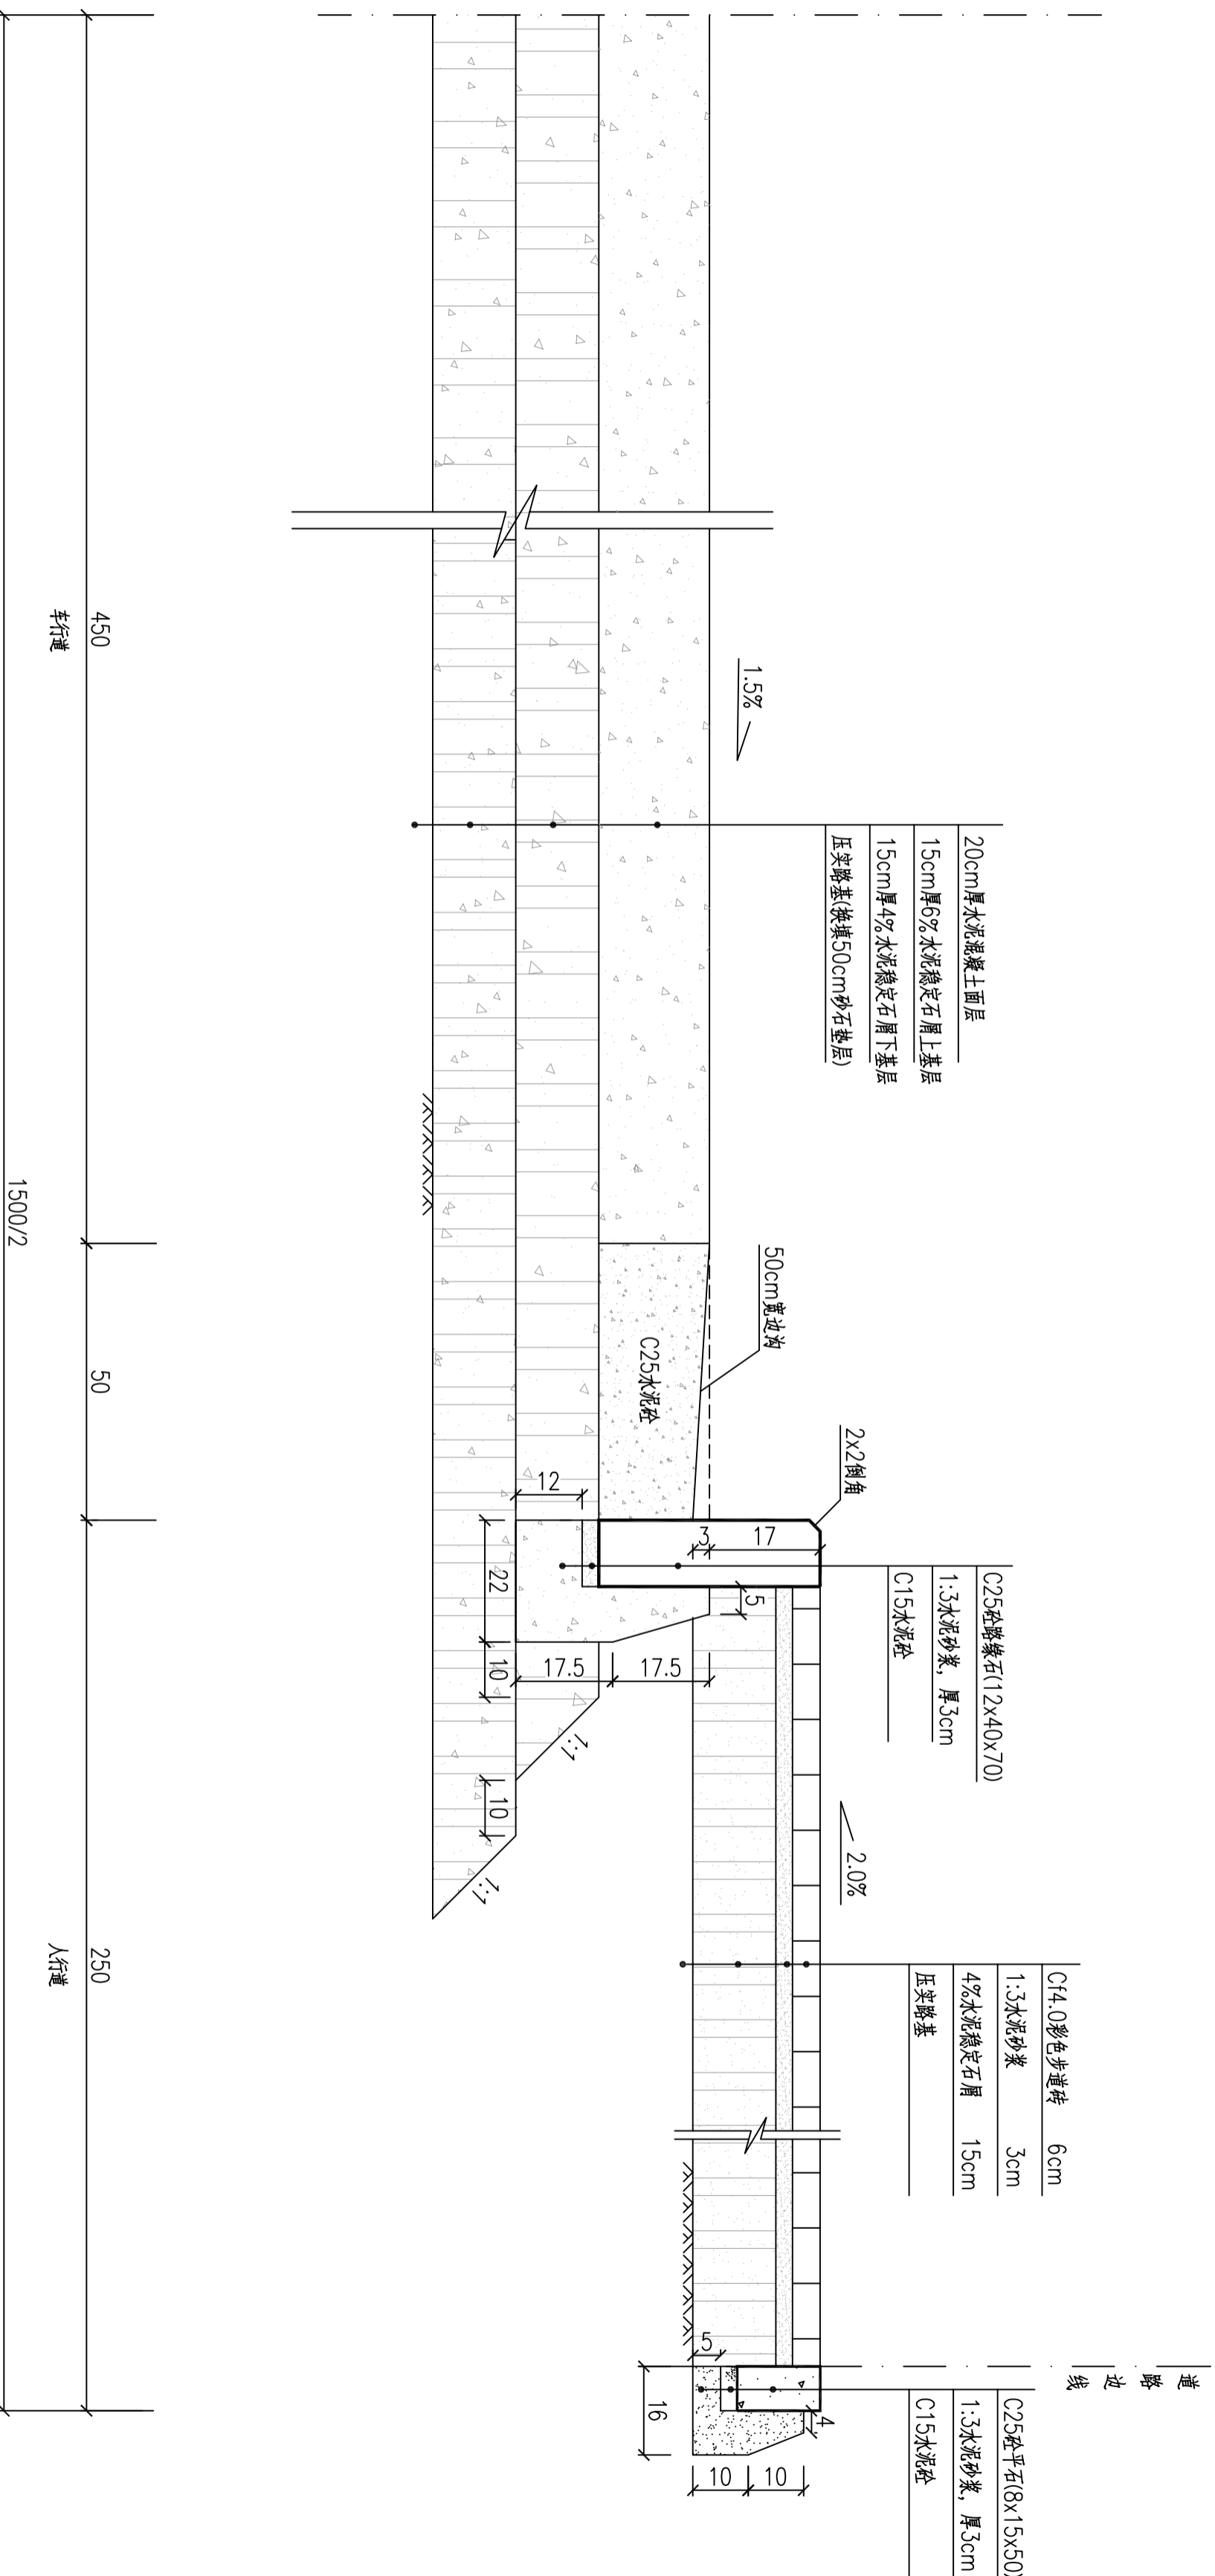 道路边线
20cm厚水泥混凝土面层
15cm厚6%水泥稳定石屑上基层
15cm厚4%水泥稳定石屑下基层
压实路基(换填50cm砂石垫层)
C25砼路缘石(12x40x70)
1:3水泥砂浆, 厚3cm
C15水泥砼
Cf4.0彩色步道砖 6cm
1:3水泥砂浆 3cm
4%水泥稳定石屑 15cm
压实路基
C25砼平石(8x15x50)
1:3水泥砂浆, 厚3cm
C15水泥砼
1.5%
50cm宽边沟
2x2倒角
2.0%
C25水泥砼
17
3
5
12
22
10
17.5
17.5
1:1
10
1:1
5
4
16
10
10
450
50
250
车行道
人行道
1500/2